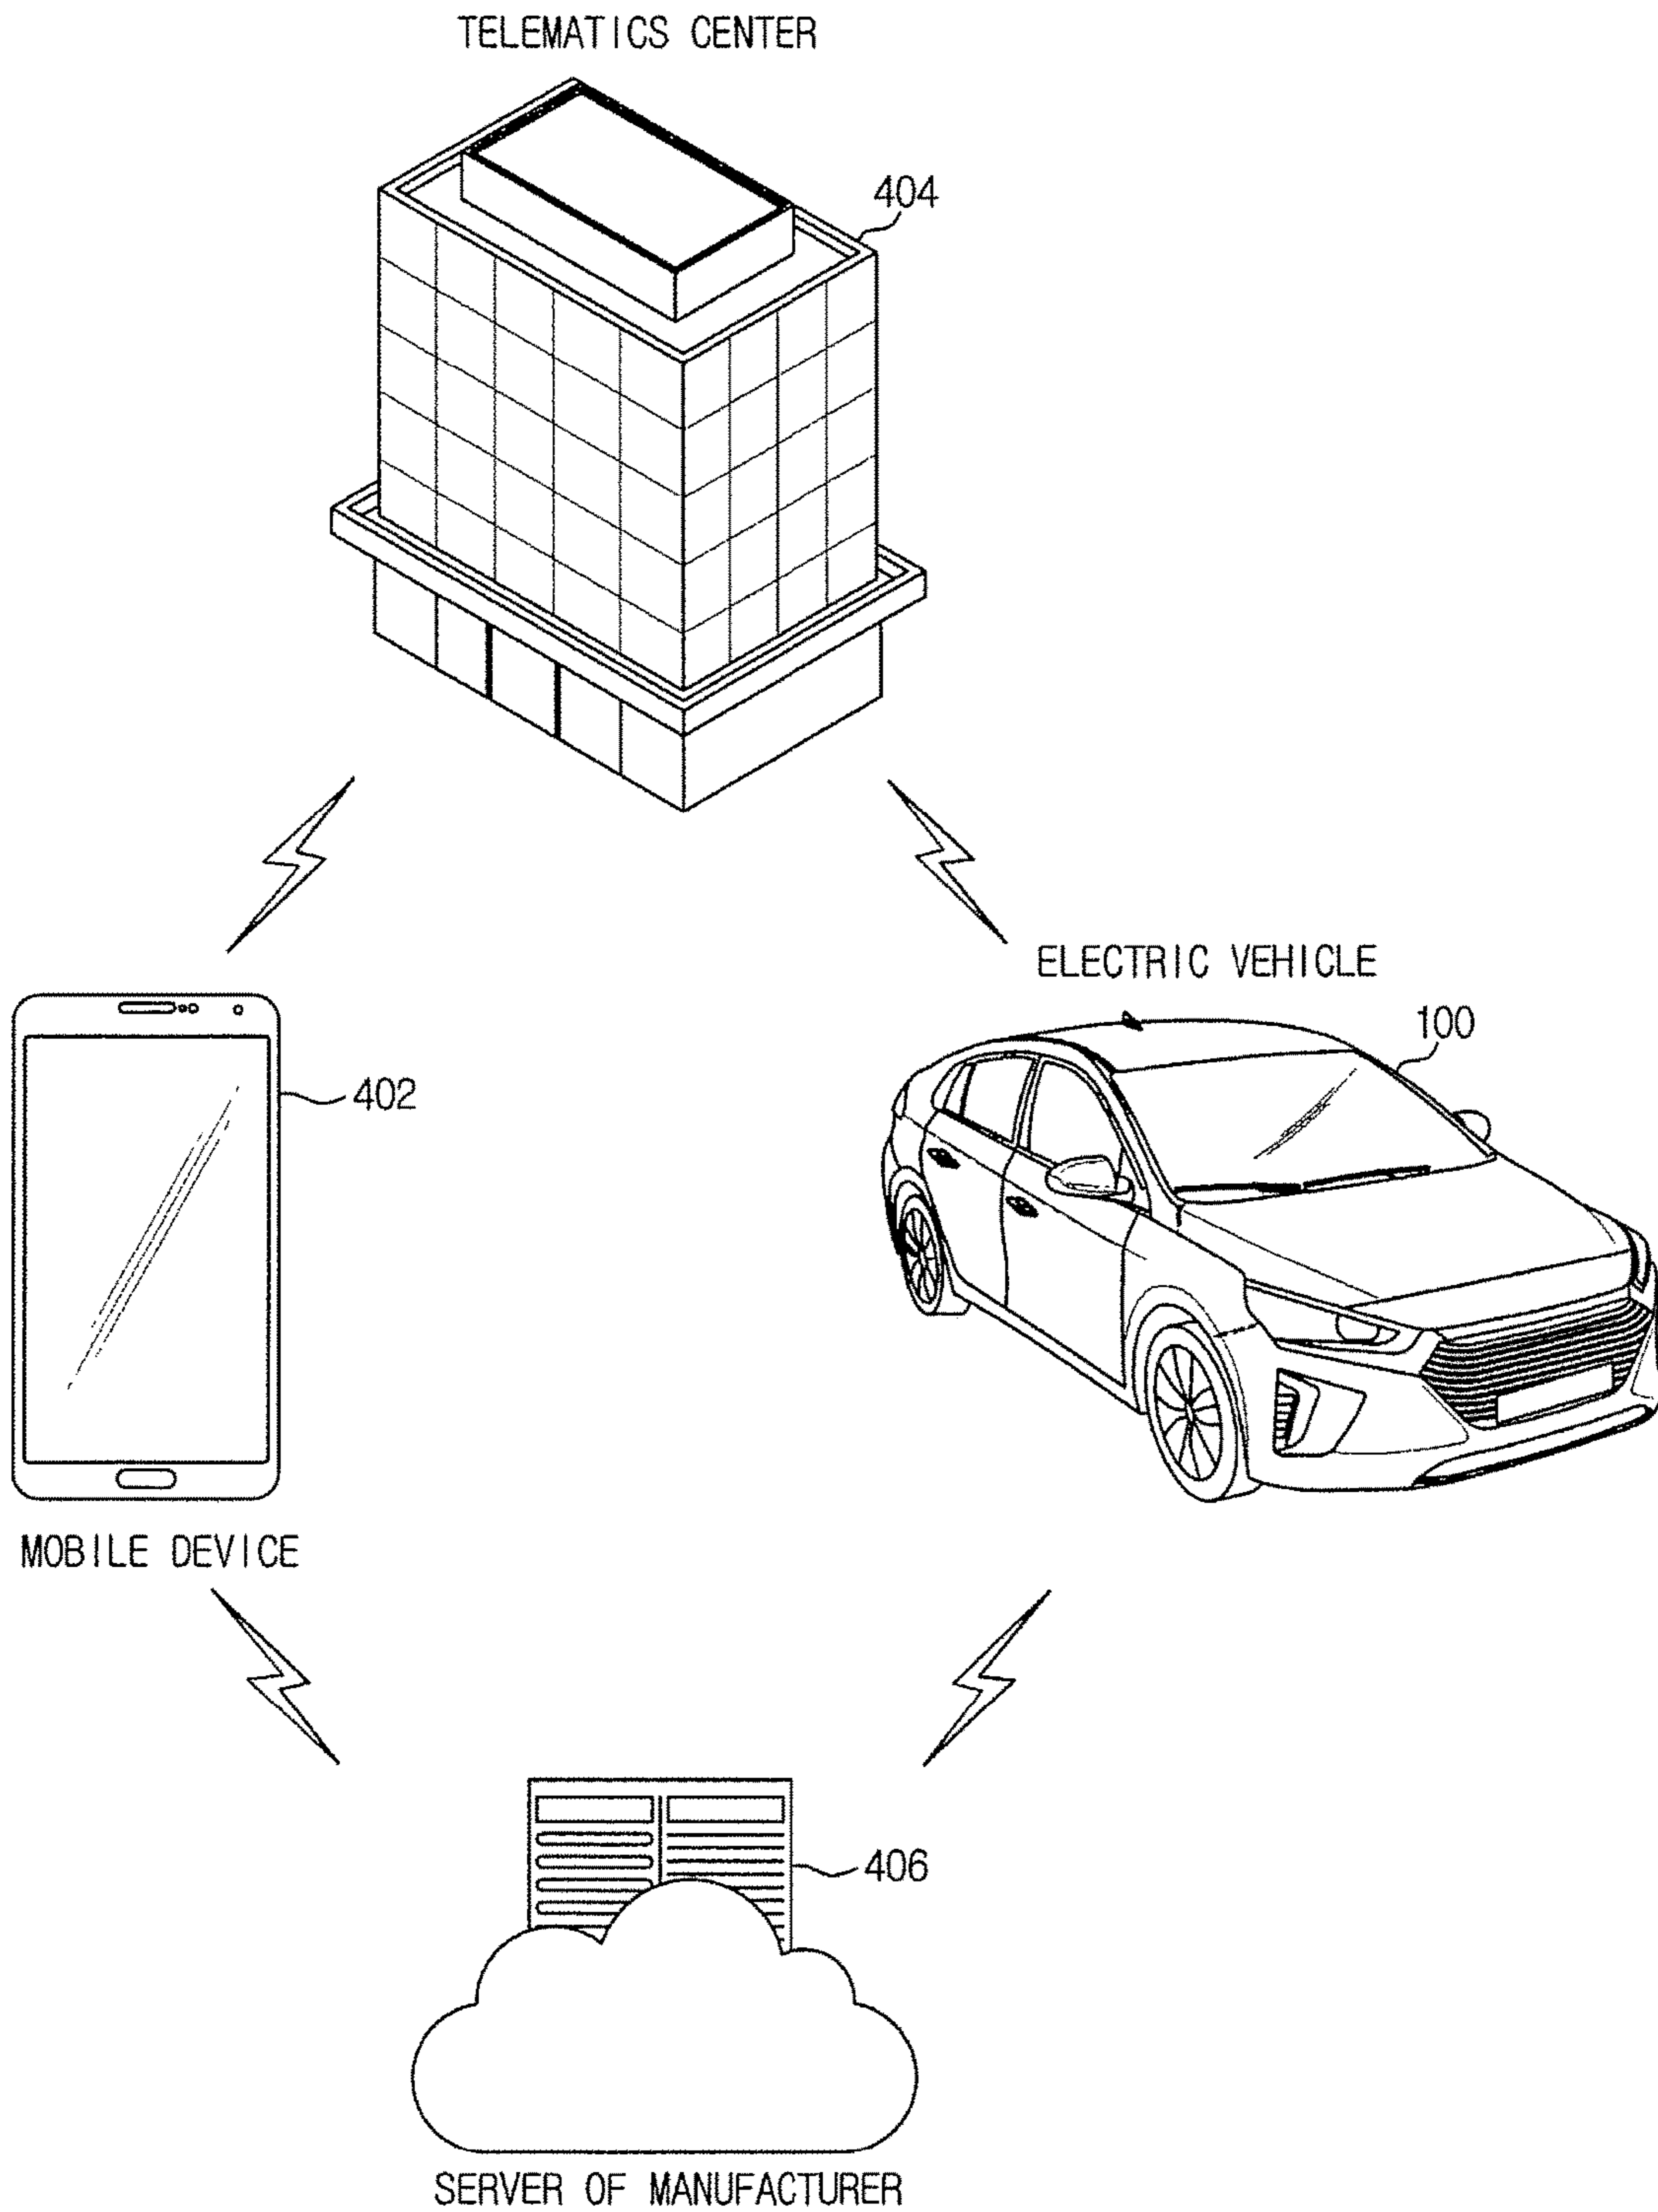 TELEMATICS CENTER
404
ELECTRIC VEHICLE
100
402
MOBILE DEVICE
406
SERVER OF MANUFACTURER